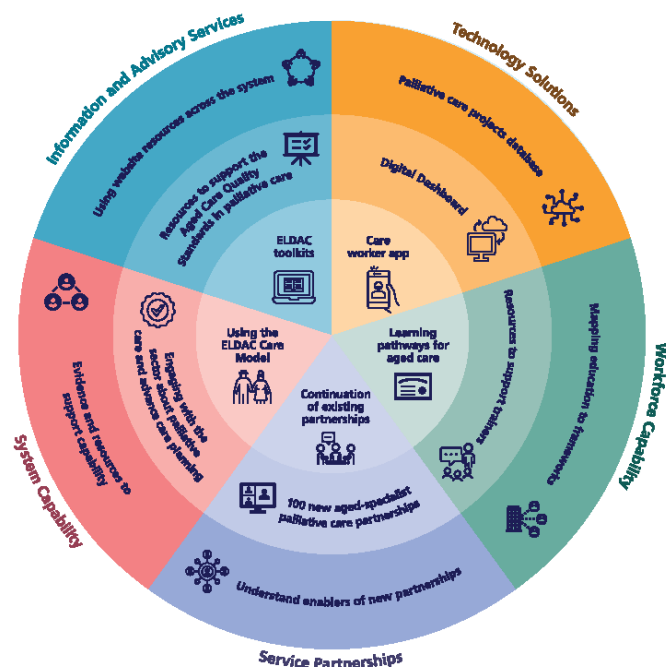 Information and Advisory Services
Using website resources across the system
Resources to support the
Aged Care Quality
Standards in palliative care
ELDAC
toolkits
Technology Solutions
Palliative care projects database
Digital Dashboard
Care
worker app
Workforce Capability
Mapping education to frameworks
Resources to support trainers
Learning
pathways for
aged care
Service Partnerships
Understand enablers of new partnerships
100 new aged-specialist
palliative care partnerships
Continuation
of existing
partnerships
System Capability
Evidence and resources to
support capability
Engaging with the
sector about palliative
care and advance care planning
Using the
ELDAC Care
Model